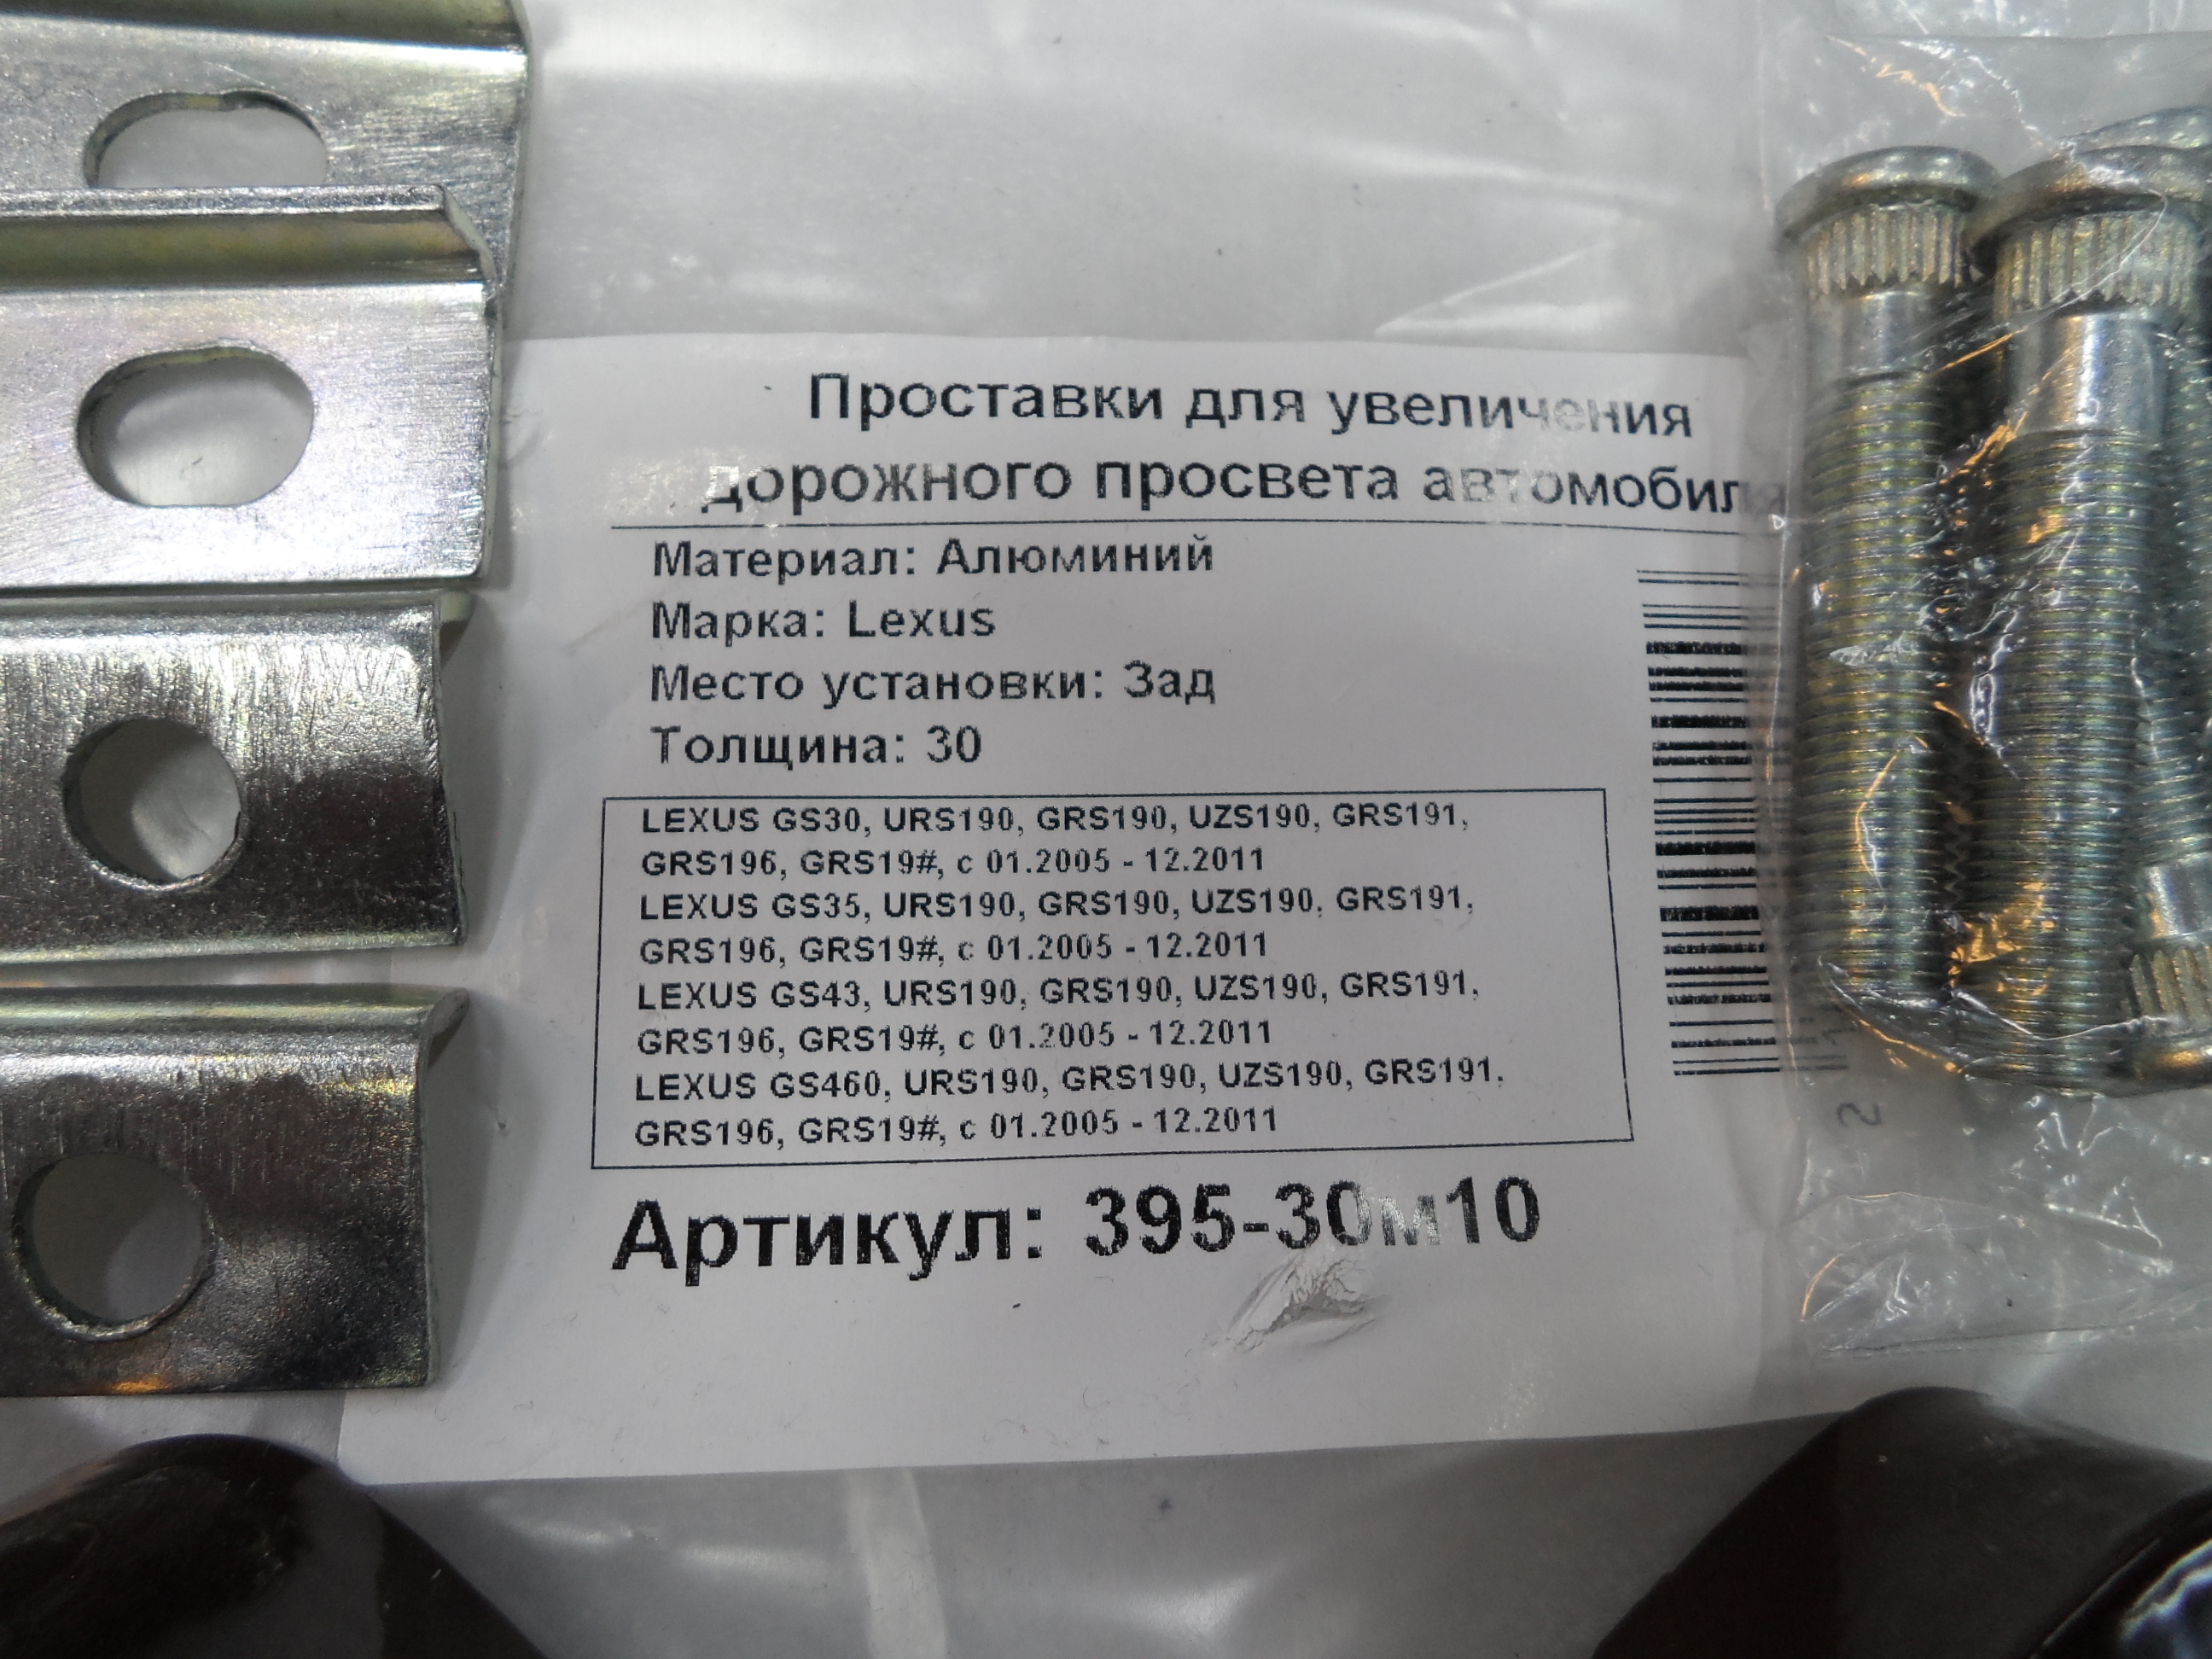 Проставки для увеличения
дорожного просвета автомобиля
Материал: Алюминий
Марка: Lexus
Место установки: Зад
Толщина: 30
LEXUS GS30, URS190, GRS190, UZS190, GRS191,
GRS196, GRS19#, с 01.2005 - 12.2011
LEXUS GS35, URS190, GRS190, UZS190, GRS191,
GRS196, GRS19#, с 01.2005 - 12.2011
LEXUS GS43, URS190, GRS190, UZS190, GRS191,
GRS196, GRS19#, с 01.2005 - 12.2011
LEXUS GS460, URS190, GRS190, UZS190, GRS191,
GRS196, GRS19#, с 01.2005 - 12.2011
Артикул: 395-30м10